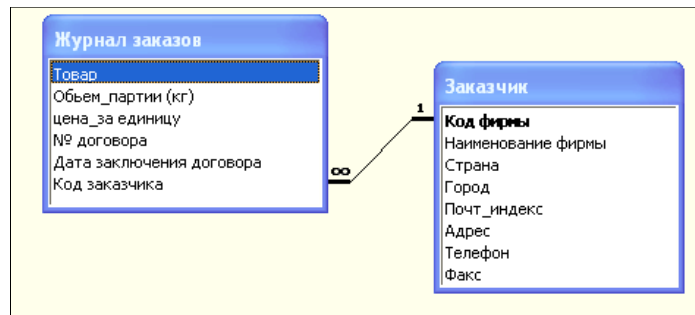 Журнал заказов
Товар
Обьем_партии (кг)
цена_за единицу
№ договора
Дата заключения договора
Код заказчика
∞
1
Заказчик
Код фирмы
Наименование фирмы
Страна
Город
Почт_индекс
Адрес
Телефон
Факс